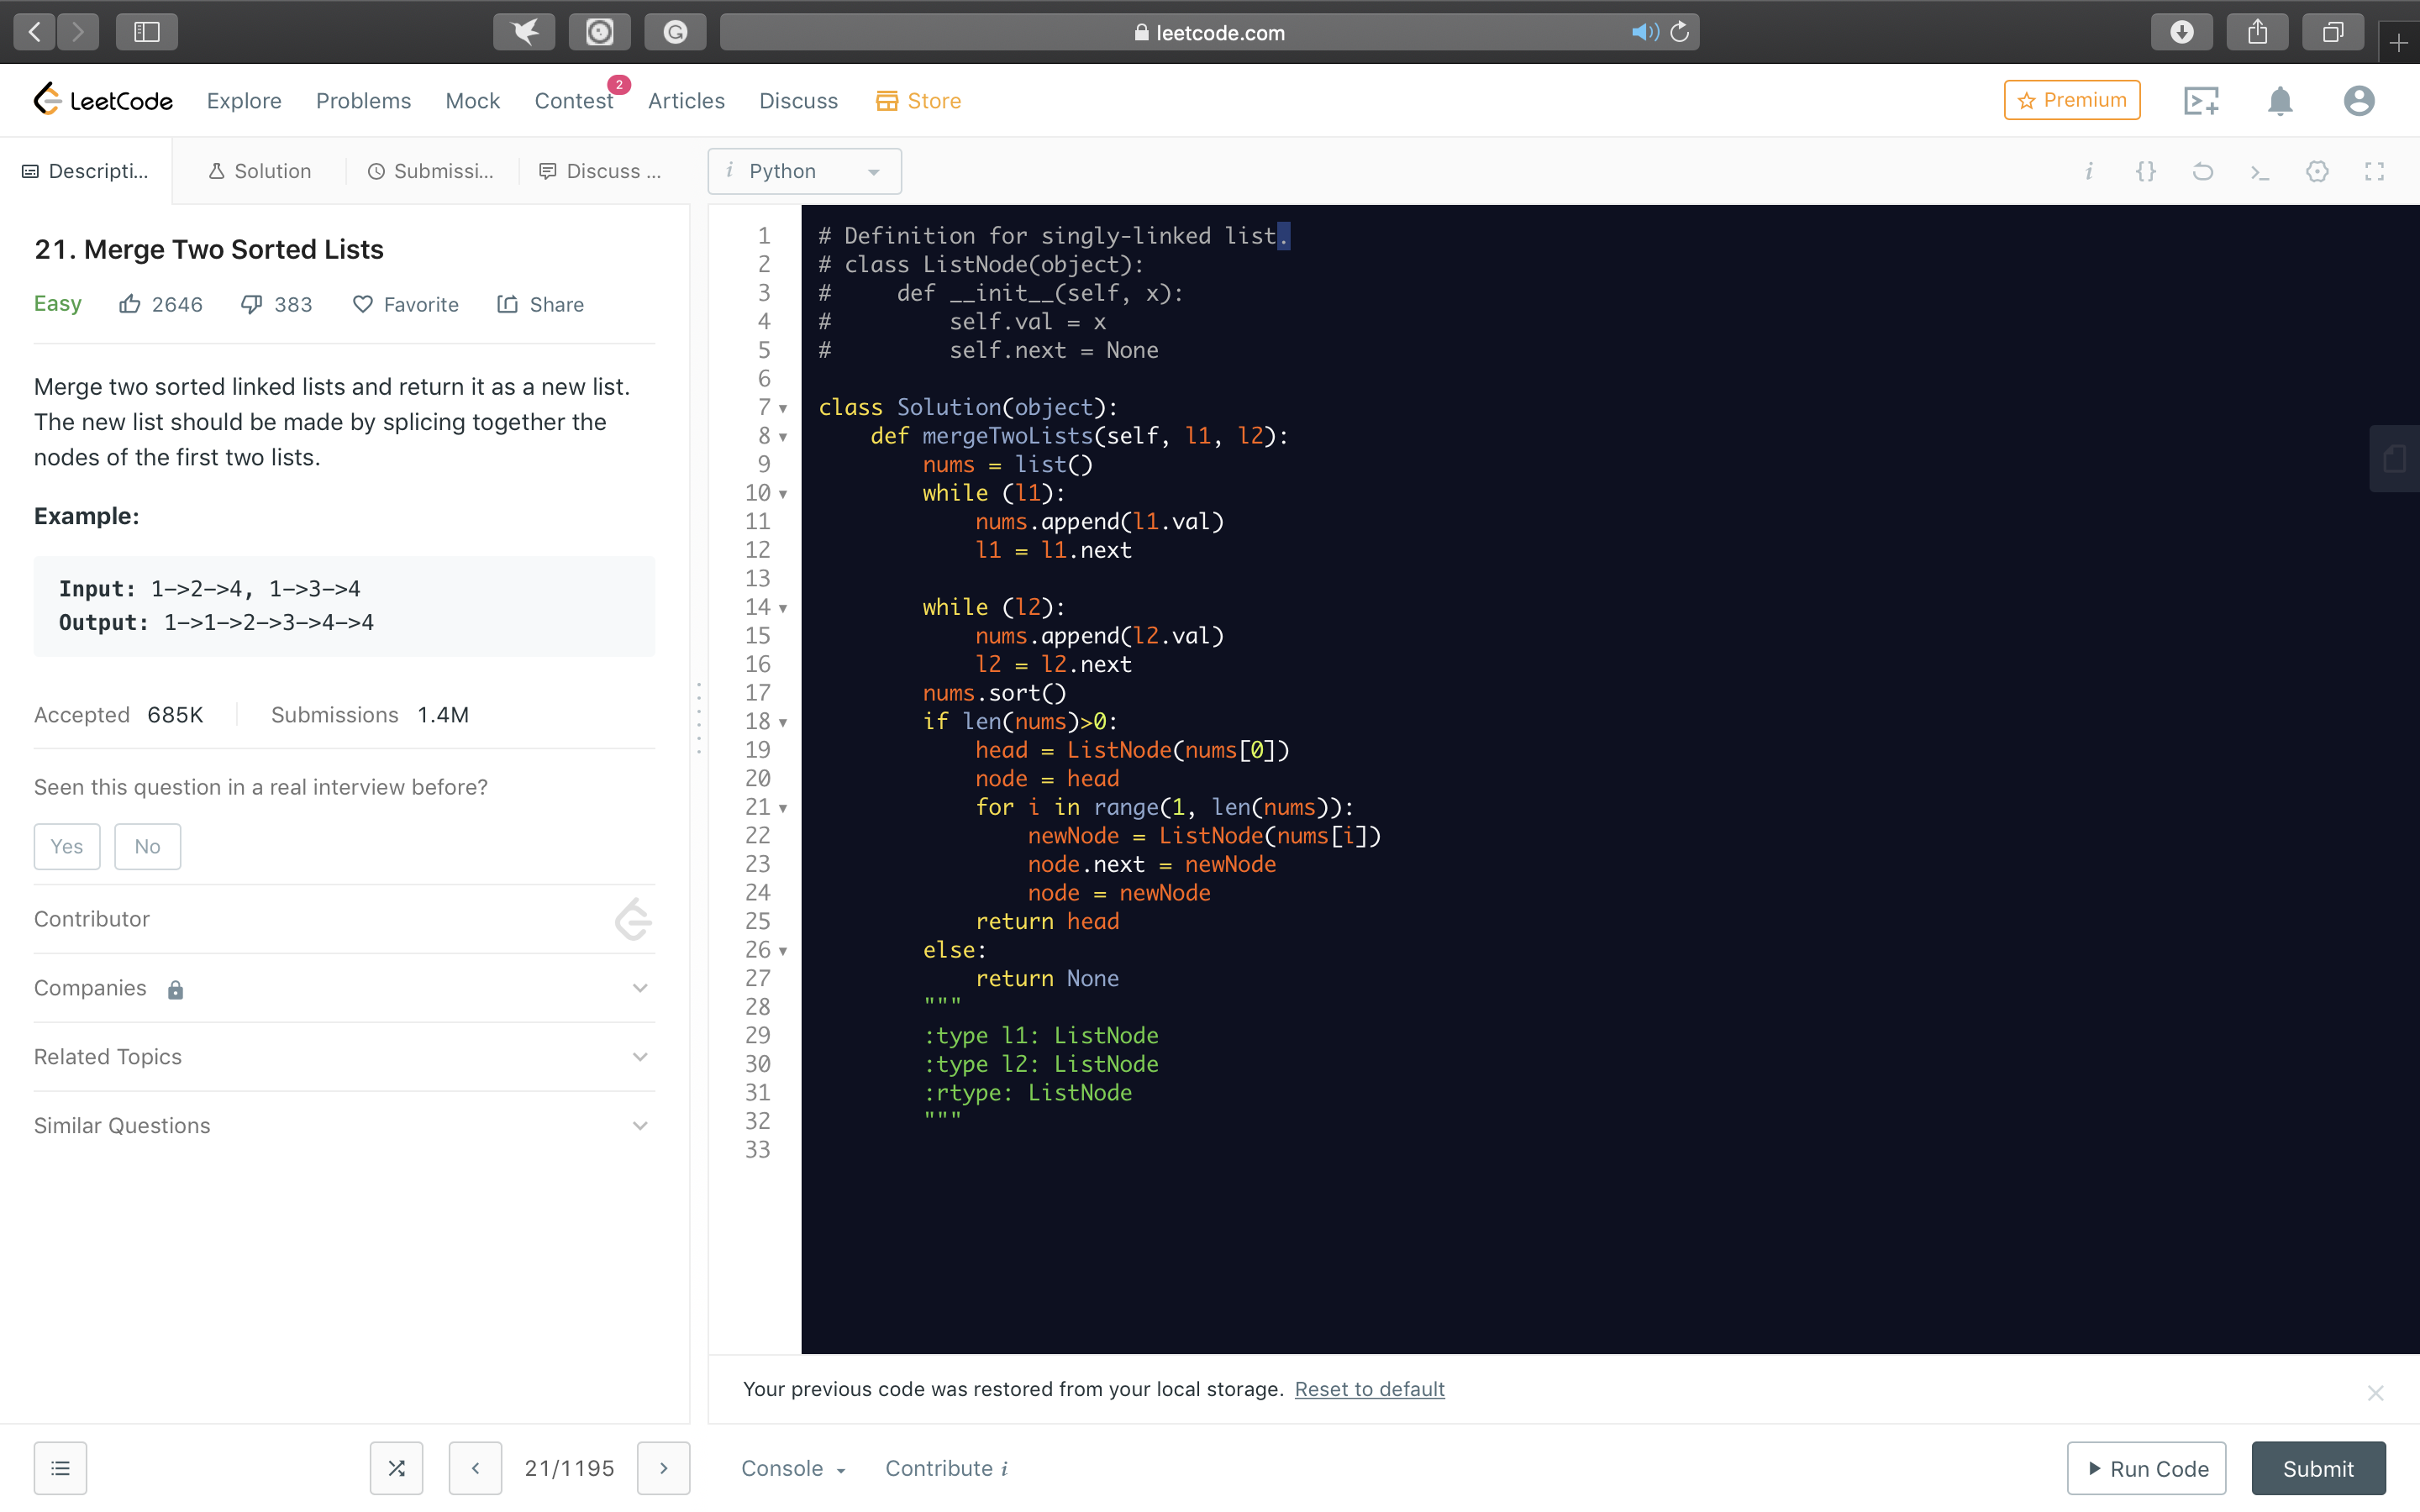 leetcode.com
LeetCode Explore Problems Mock Contest 2 Articles Discuss Store Premium
Descripti... Solution Submissi... Discuss ... i Python
21. Merge Two Sorted Lists
Easy 2646 383 Favorite Share
Merge two sorted linked lists and return it as a new list.
The new list should be made by splicing together the
nodes of the first two lists.
Example:
Input: 1->2->4, 1->3->4
Output: 1->1->2->3->4->4
Accepted 685K Submissions 1.4M
Seen this question in a real interview before?
Yes No
Contributor
Companies
Related Topics
Similar Questions
1 # Definition for singly-linked list.
2 # class ListNode(object):
3 #     def __init__(self, x):
4 #         self.val = x
5 #         self.next = None
6
7 class Solution(object):
8     def mergeTwoLists(self, l1, l2):
9         nums = list()
10         while (l1):
11             nums.append(l1.val)
12             l1 = l1.next
13
14         while (l2):
15             nums.append(l2.val)
16             l2 = l2.next
17         nums.sort()
18         if len(nums)>0:
19             head = ListNode(nums[0])
20             node = head
21             for i in range(1, len(nums)):
22                 newNode = ListNode(nums[i])
23                 node.next = newNode
24                 node = newNode
25             return head
26         else:
27             return None
28         """
29         :type l1: ListNode
30         :type l2: ListNode
31         :rtype: ListNode
32         """
33
Your previous code was restored from your local storage. Reset to default
21/1195 Console Contribute i Run Code Submit